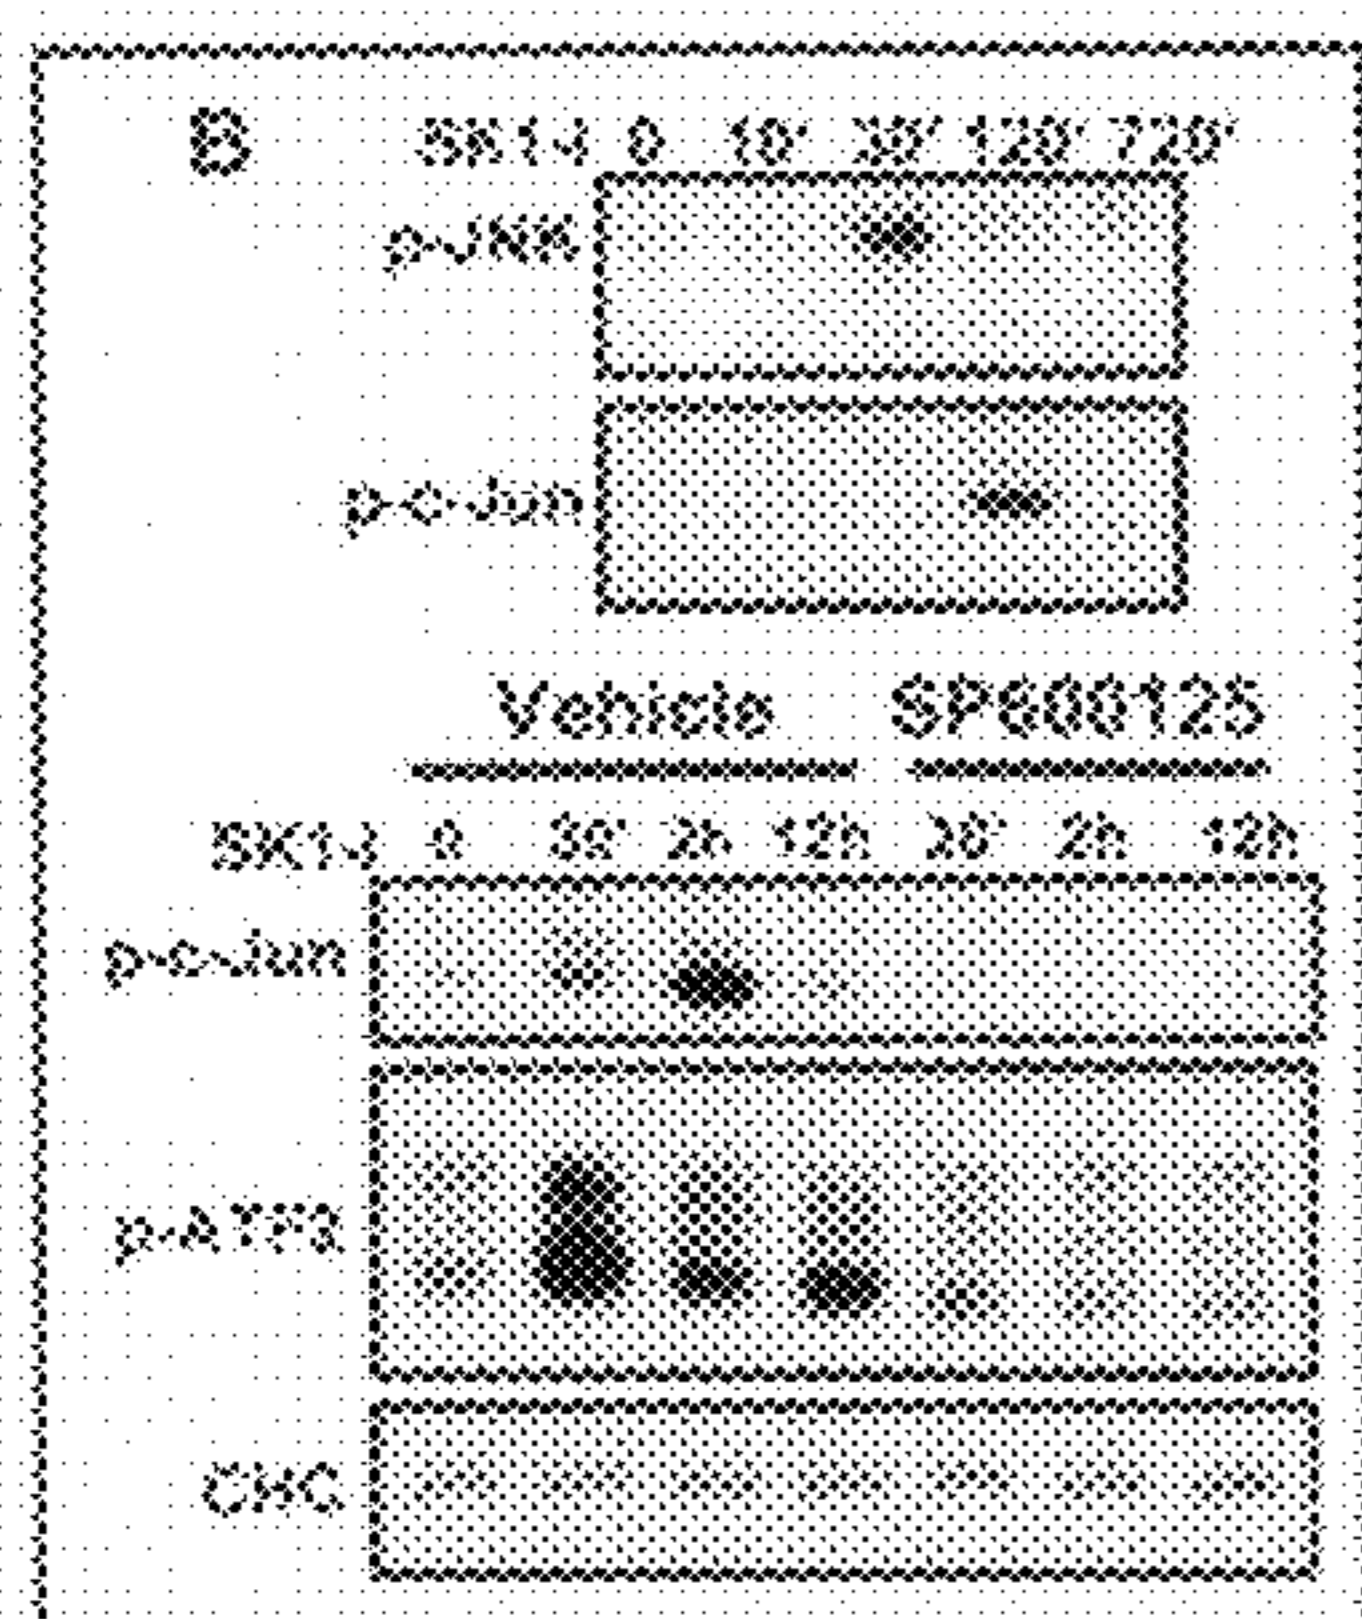 B
SK14 0 10' 30' 120' 720'
p-JNK
p-c-Jun
Vehicle SP600125
SK14 0 30' 2h 12h 30' 2h 12h
p-c-Jun
p-ATF3
CHC